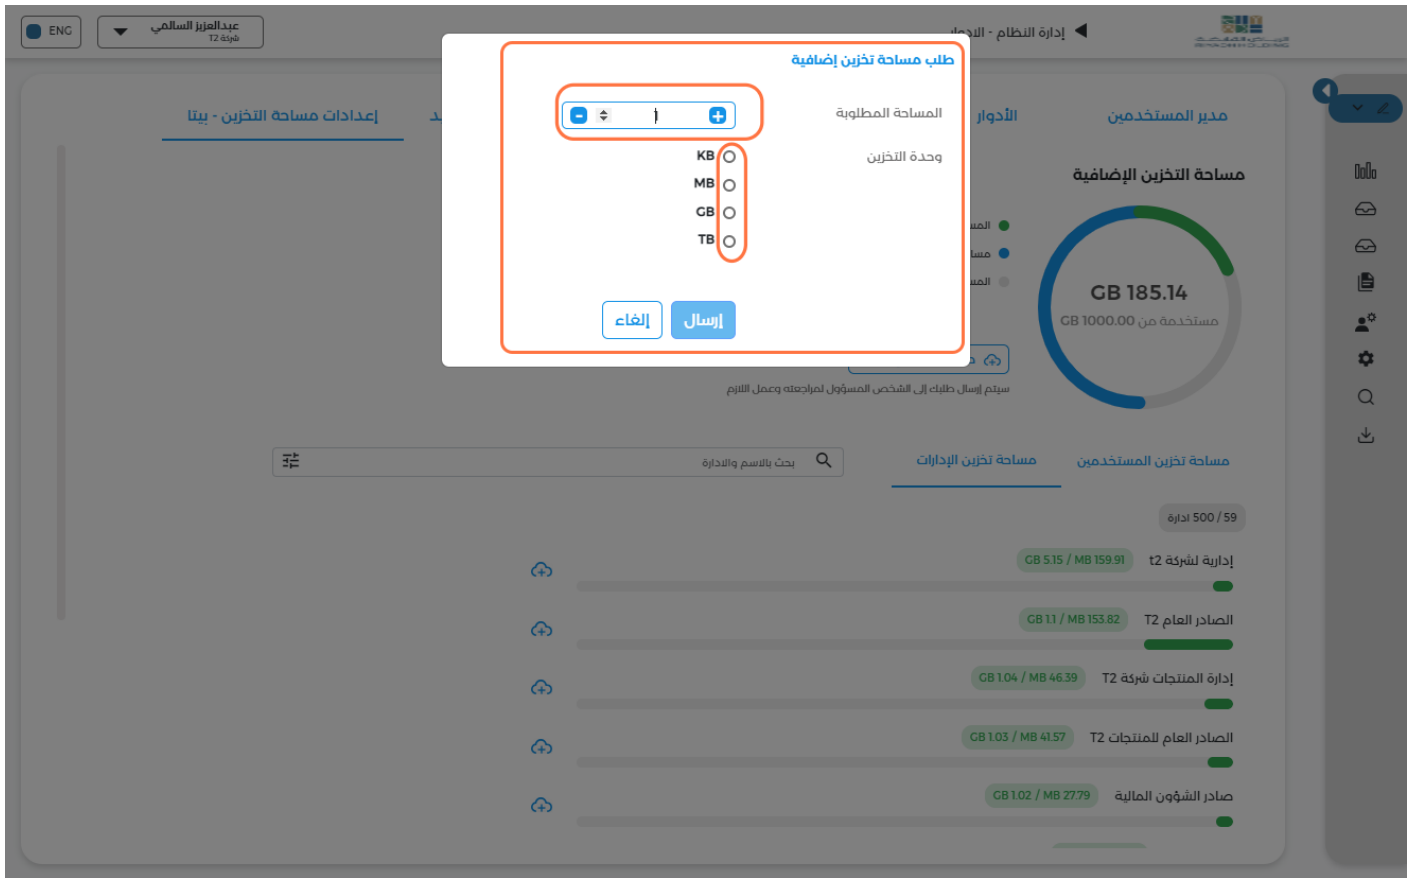 إدارة النظام - الادوار
عبدالعزيز السالمي
شركة T2
ENG
طلب مساحة تخزين إضافية
المساحة المطلوبة
1
وحدة التخزين
KB
MB
GB
TB
إرسال
إلغاء
مدير المستخدمين
الأدوار
إعدادات مساحة التخزين - بيتا
مساحة التخزين الإضافية
GB 185.14
مستخدمة من GB 1000.00
سيتم إرسال طلبك إلى الشخص المسؤول لمراجعته وعمل اللازم
مساحة تخزين المستخدمين
مساحة تخزين الإدارات
بحث بالاسم والادارة
59 / 500 ادارة
إدارية لشركة t2
GB 5.15 / MB 159.91
الصادر العام T2
GB 1.1 / MB 153.82
إدارة المنتجات شركة T2
GB 1.04 / MB 46.39
الصادر العام للمنتجات T2
GB 1.03 / MB 41.57
صادر الشؤون المالية
GB 1.02 / MB 27.79